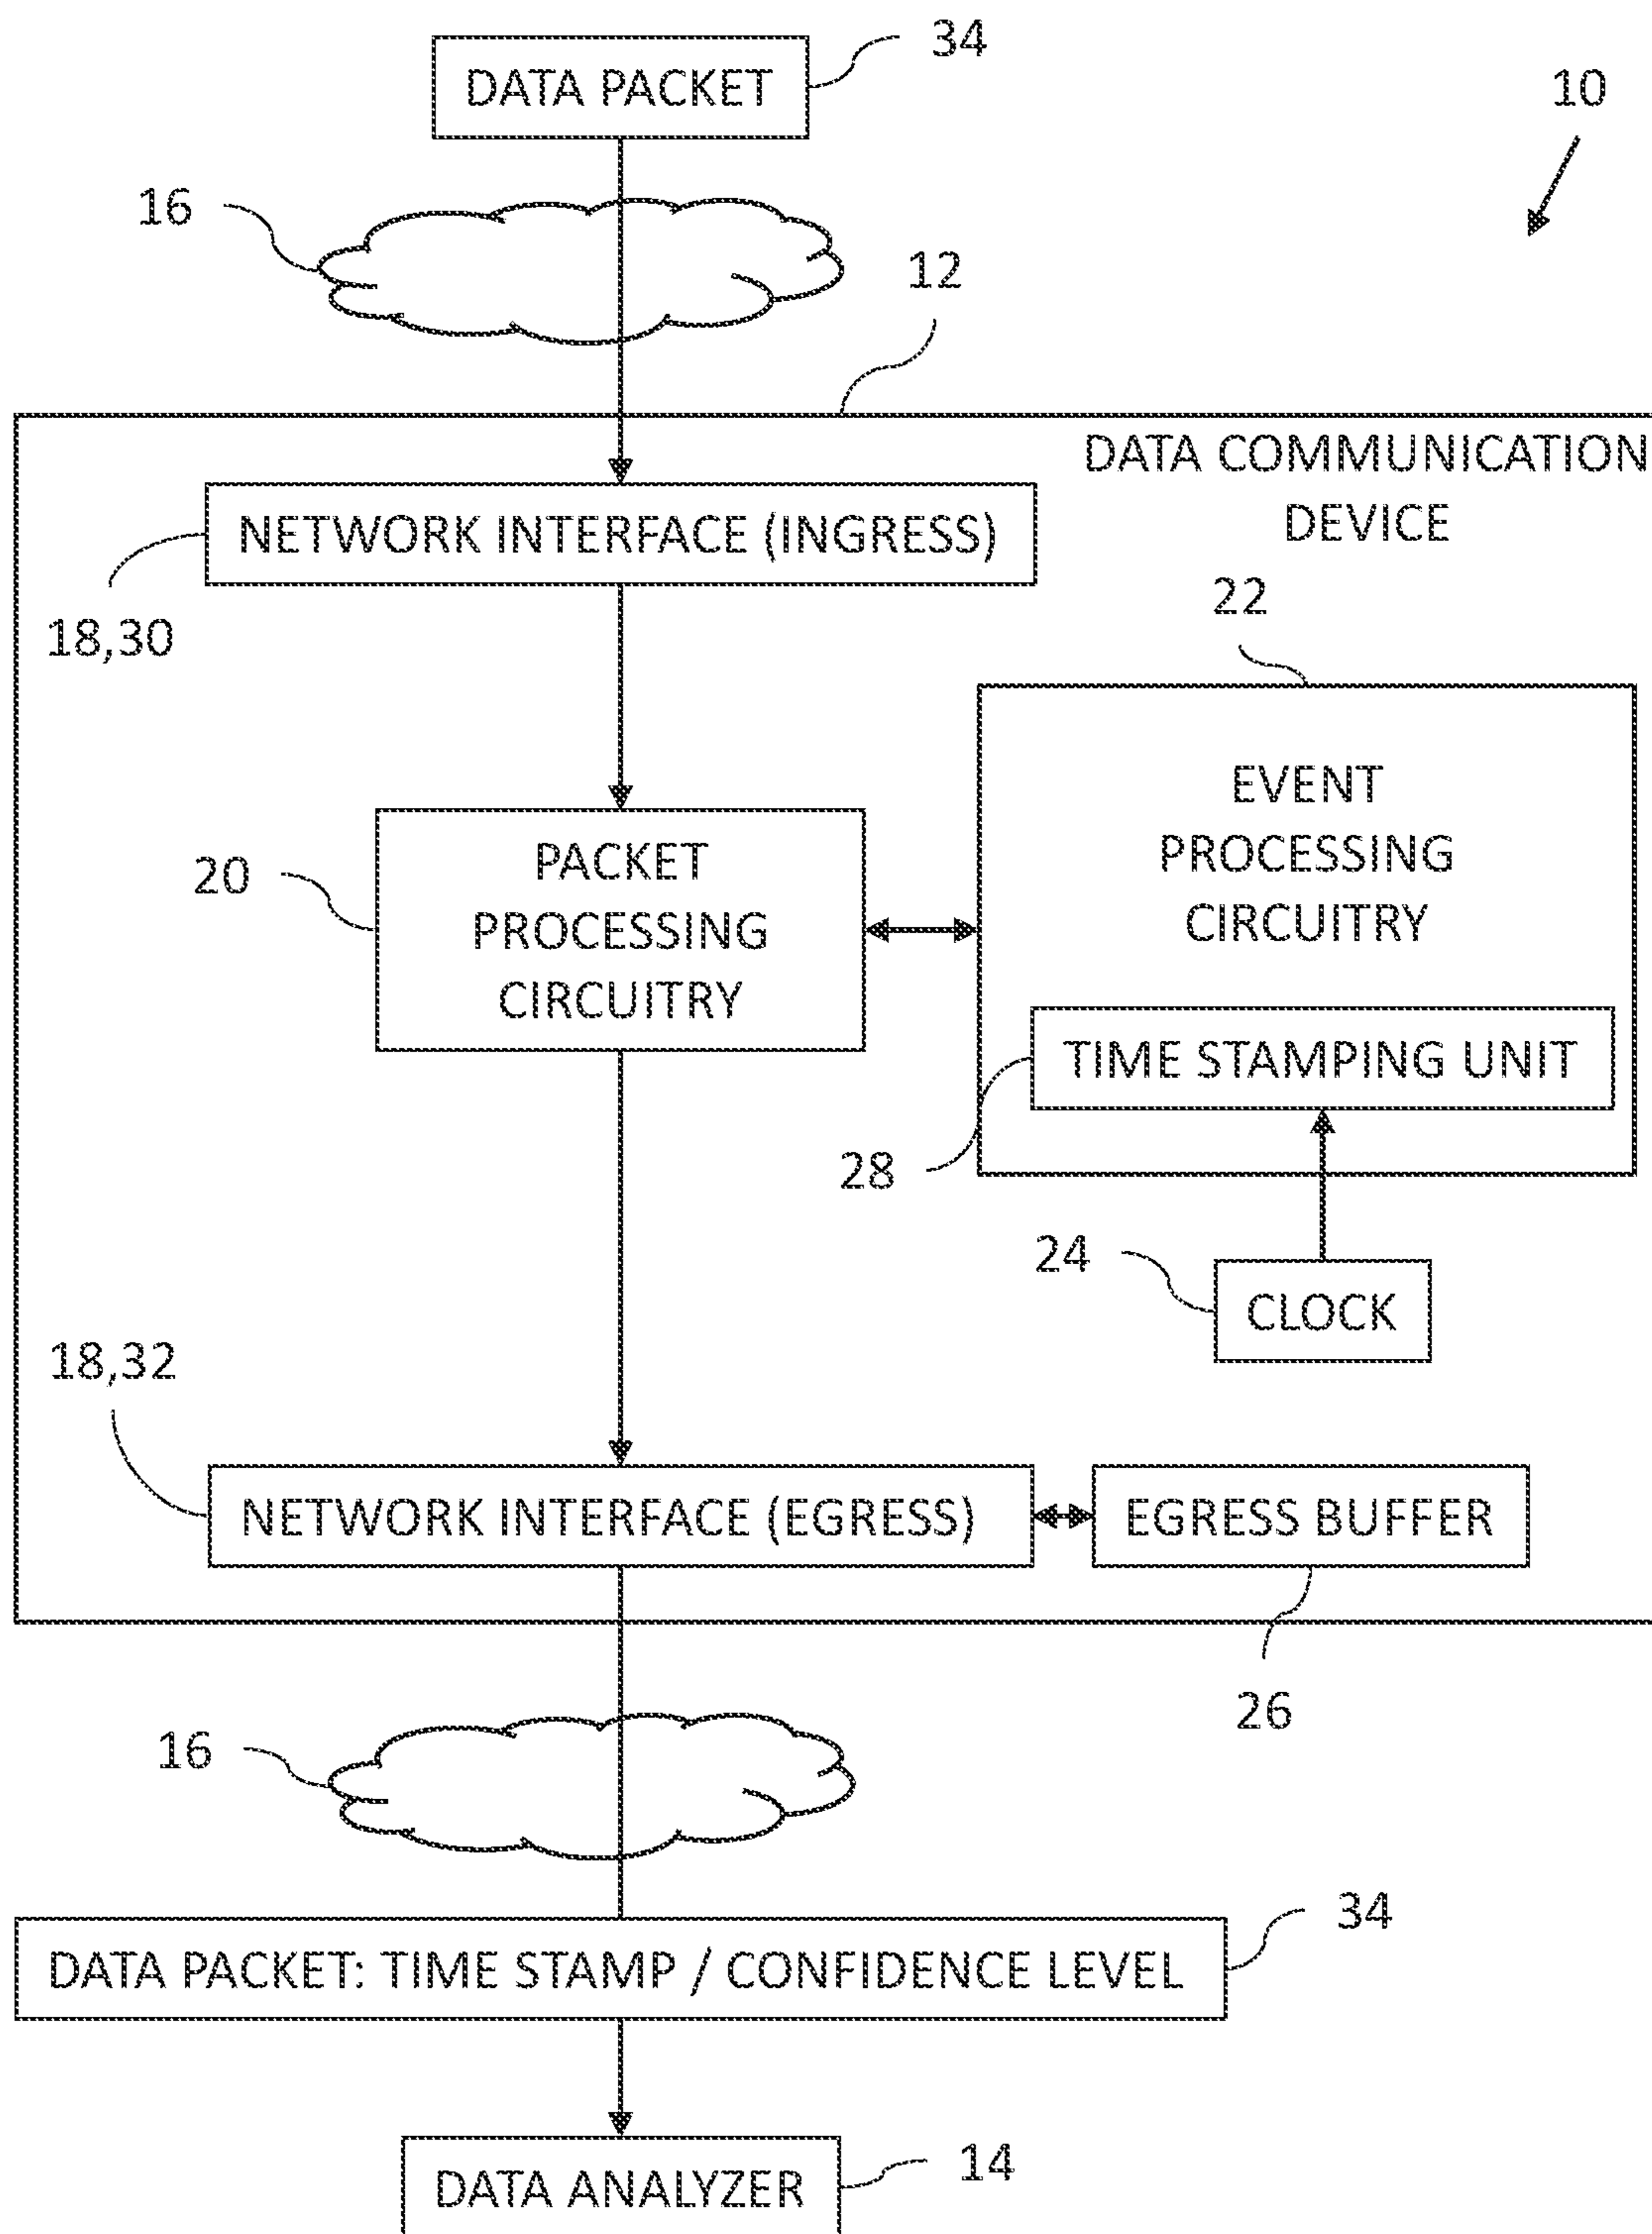 34
DATA PACKET
10
16
12
DATA COMMUNICATION
DEVICE
NETWORK INTERFACE (INGRESS)
18,30
22
EVENT
PROCESSING
CIRCUITRY
20
PACKET
PROCESSING
CIRCUITRY
TIME STAMPING UNIT
28
24
CLOCK
18,32
NETWORK INTERFACE (EGRESS)
EGRESS BUFFER
26
16
34
DATA PACKET: TIME STAMP / CONFIDENCE LEVEL
14
DATA ANALYZER